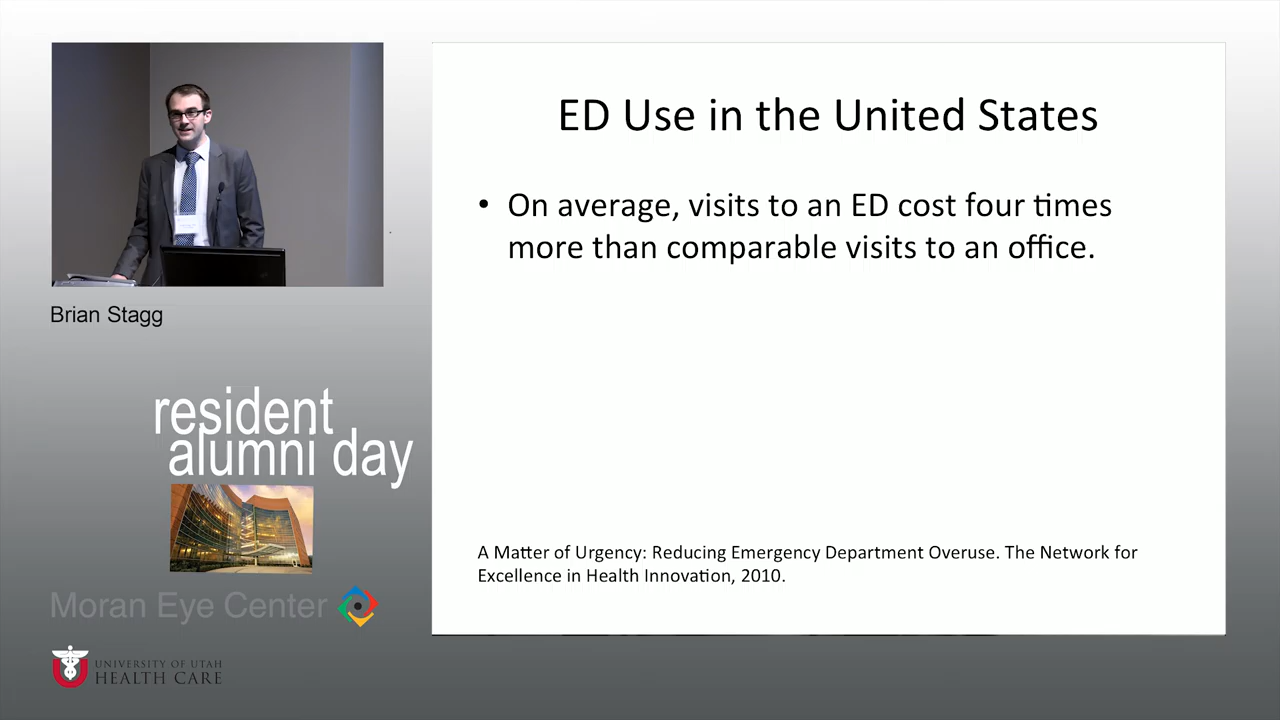 ED Use in the United States
• On average, visits to an ED cost four times
more than comparable visits to an office.
A Matter of Urgency: Reducing Emergency Department Overuse. The Network for
Excellence in Health Innovation, 2010.
Brian Stagg
resident
alumni day
Moran Eye Center
UNIVERSITY OF UTAH
HEALTH CARE